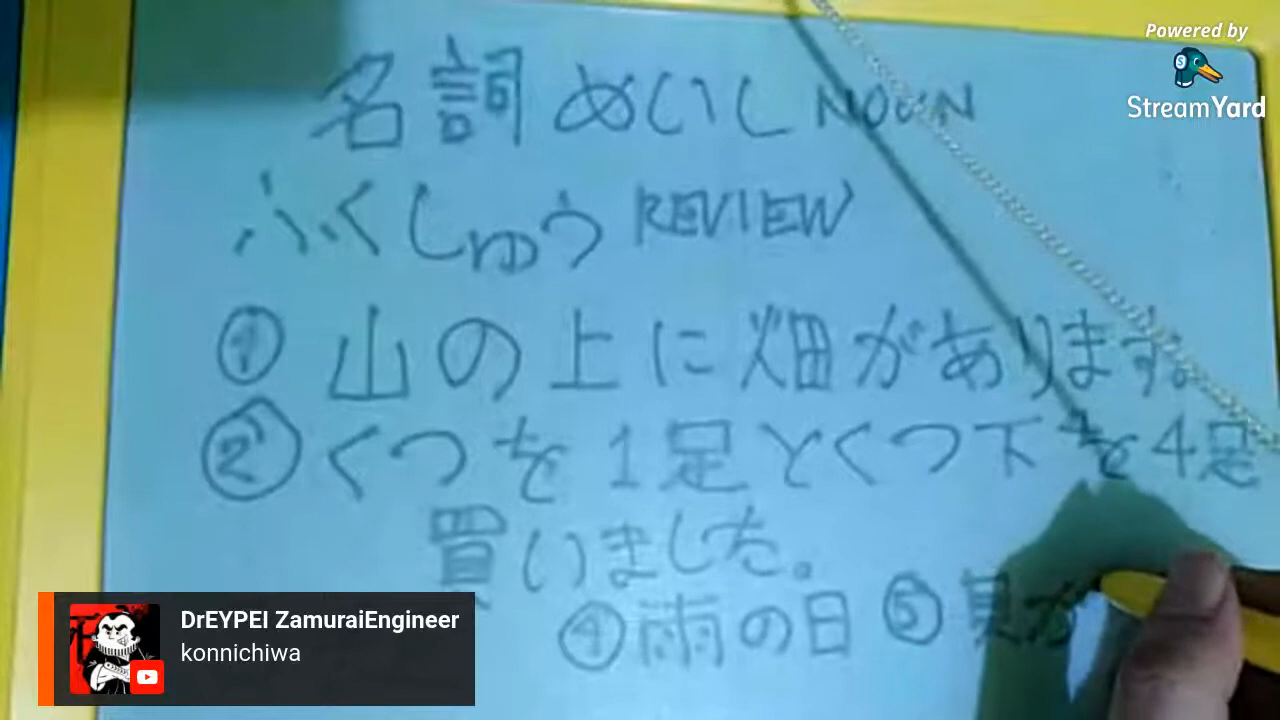 Powered by
StreamYard
名詞 めいし NOUN
ふくしゅう REVIEW
① 山の上に畑があります。
② くつを1足とくつ下を4足
買いました。
④ 雨の日 ⑤ 見
DrEYPEI ZamuraiEngineer
konnichiwa